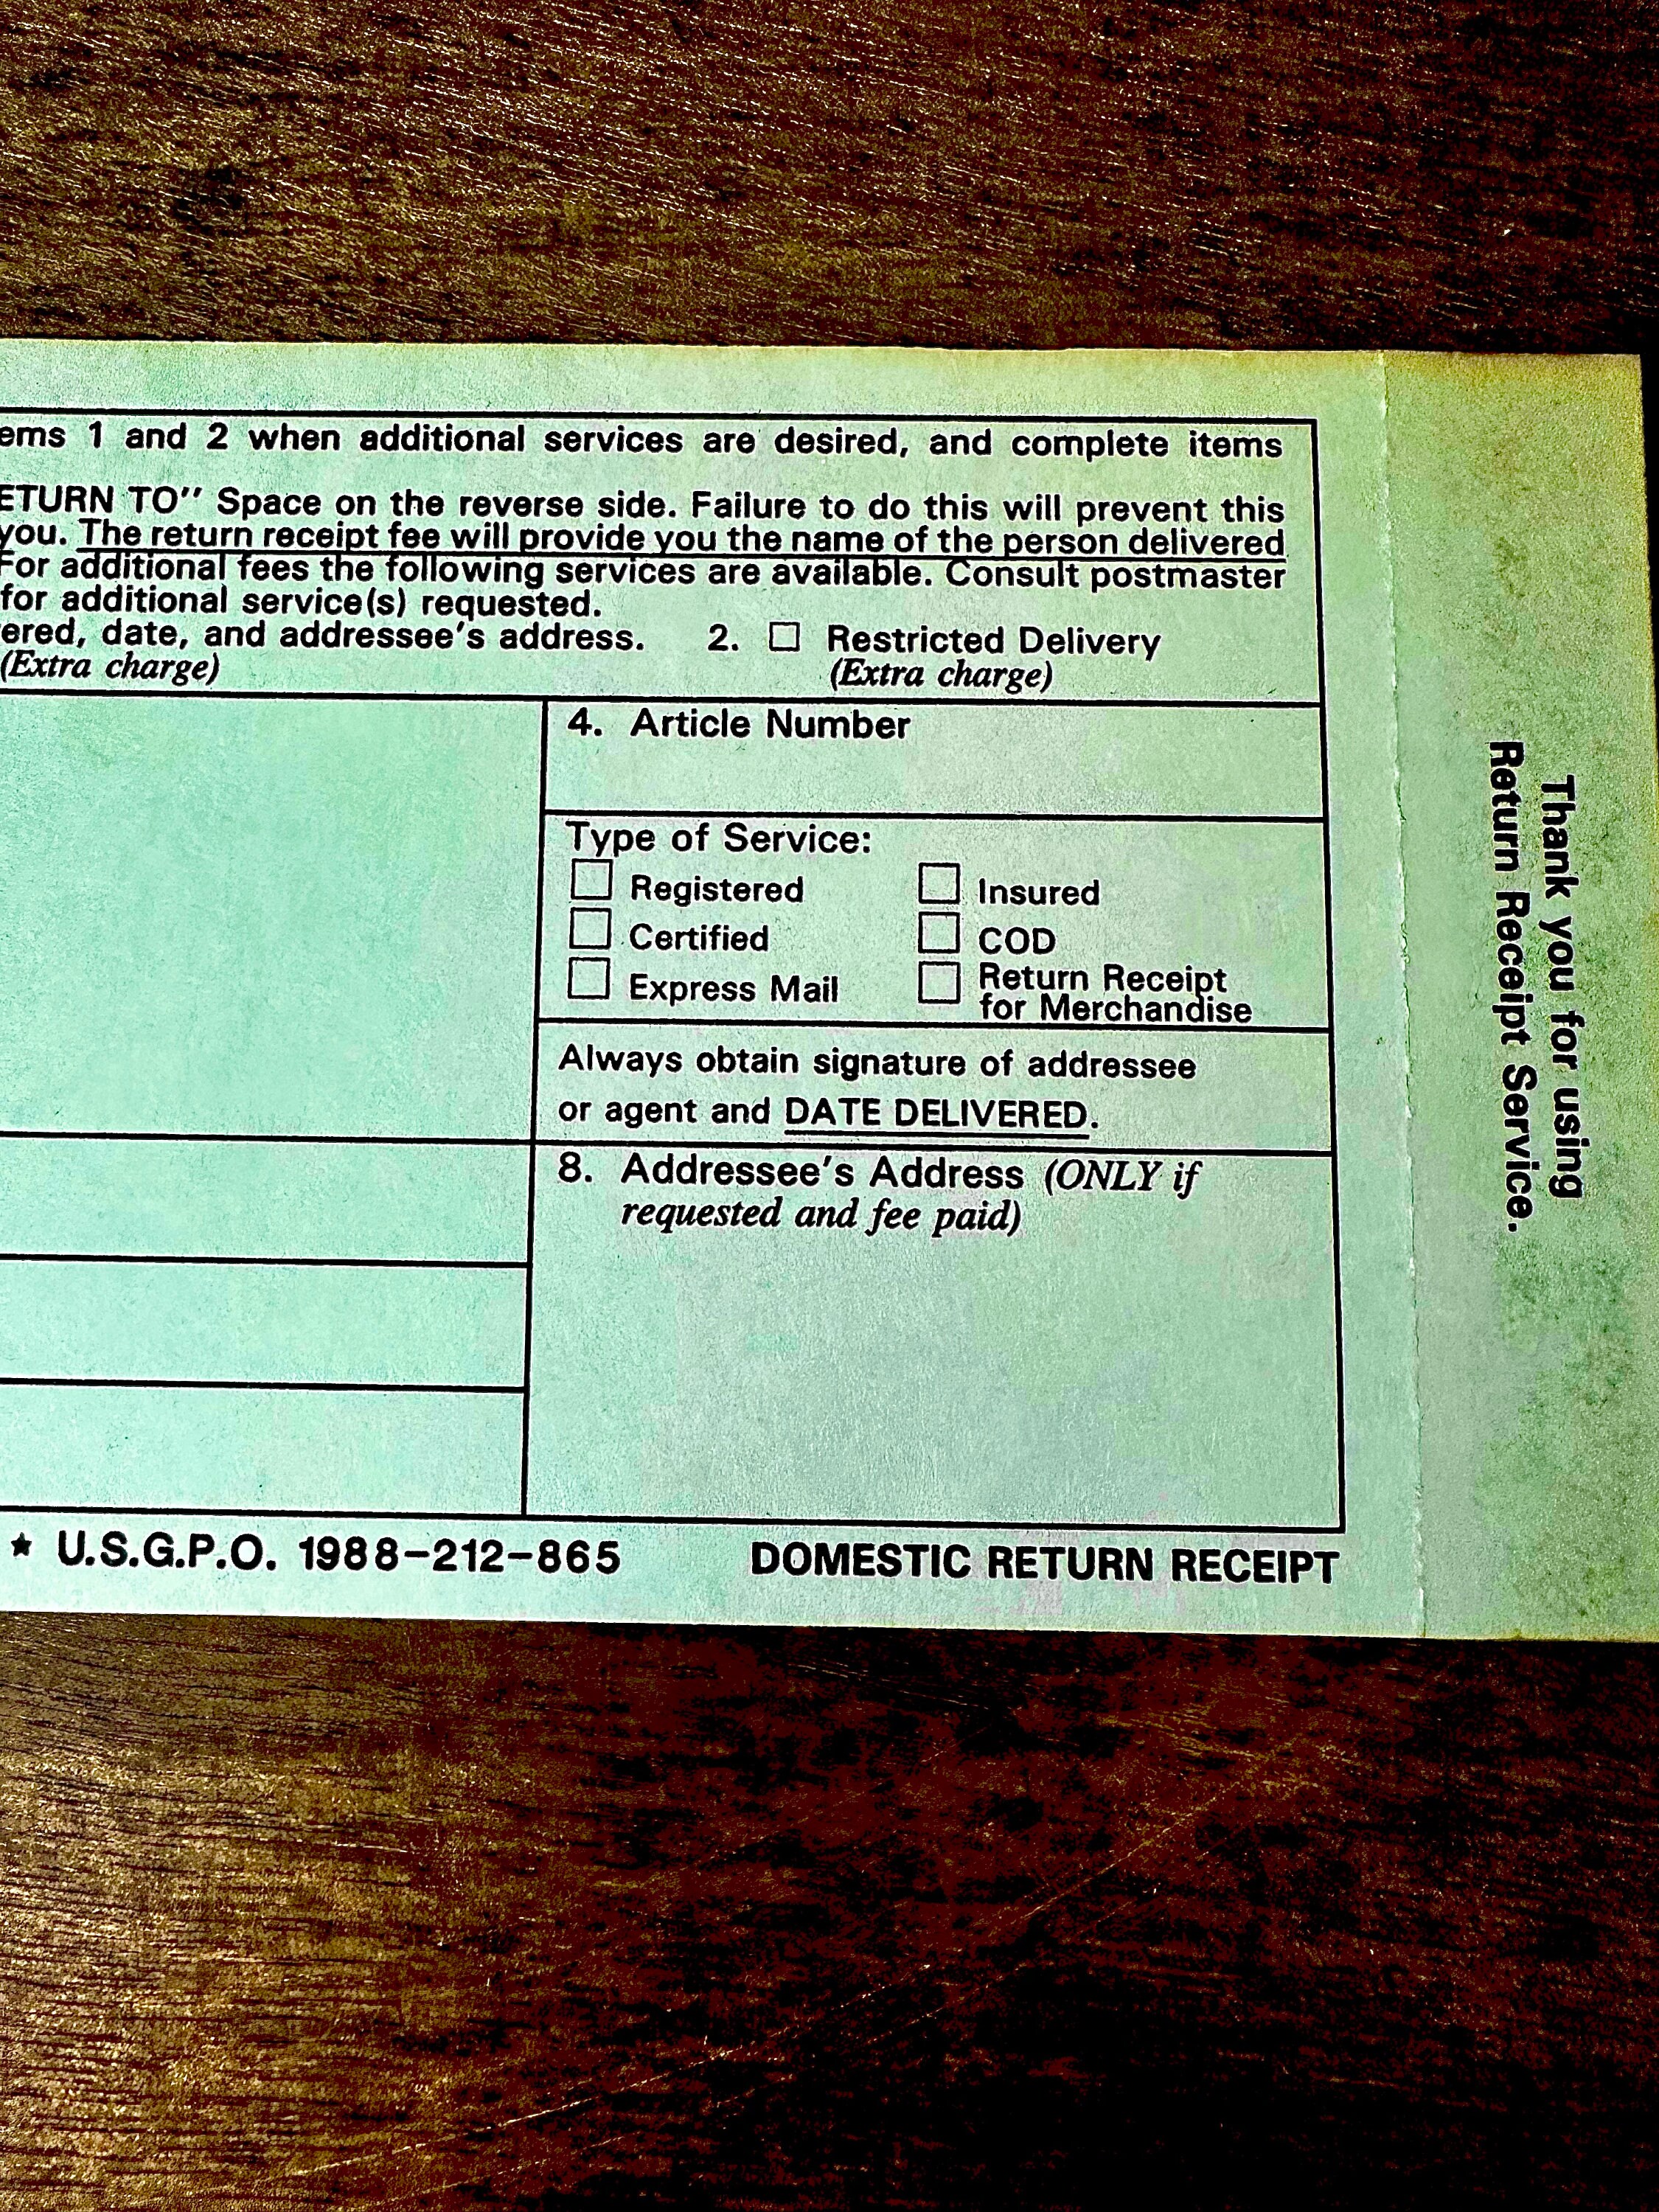 ems 1 and 2 when additional services are desired, and complete items
ETURN TO'' Space on the reverse side. Failure to do this will prevent this
you. The return receipt fee will provide you the name of the person delivered
For additional fees the following services are available. Consult postmaster
for additional service(s) requested.
ered, date, and addressee's address. 2. ☐ Restricted Delivery
(Extra charge) (Extra charge)
4. Article Number
Type of Service:
☐ Registered ☐ Insured
☐ Certified ☐ COD
☐ Express Mail ☐ Return Receipt
for Merchandise
Always obtain signature of addressee
or agent and DATE DELIVERED.
8. Addressee's Address (ONLY if
requested and fee paid)
★ U.S.G.P.O. 1988-212-865 DOMESTIC RETURN RECEIPT
Thank you for using
Return Receipt Service.